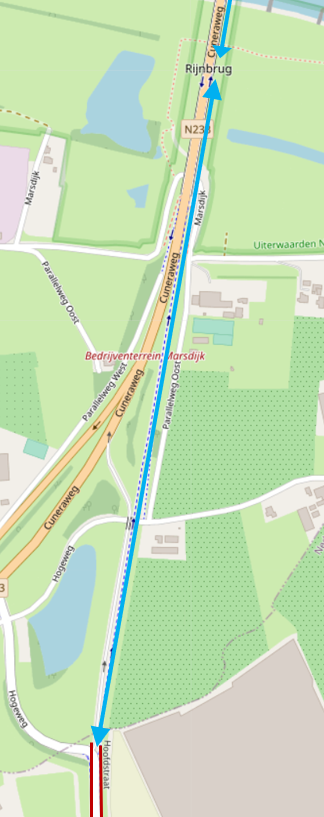 Cuneraweg
Rijnbrug
N233
Marsdijk
Marsdijk
Uiterwaarden N
Cuneraweg
Parallelweg Oost
Bedrijventerrein Marsdijk
Parallelweg West
Cuneraweg
Parallelweg Oost
Cuneraweg
Hogeweg
3
Hogeweg
Hoofdstraat